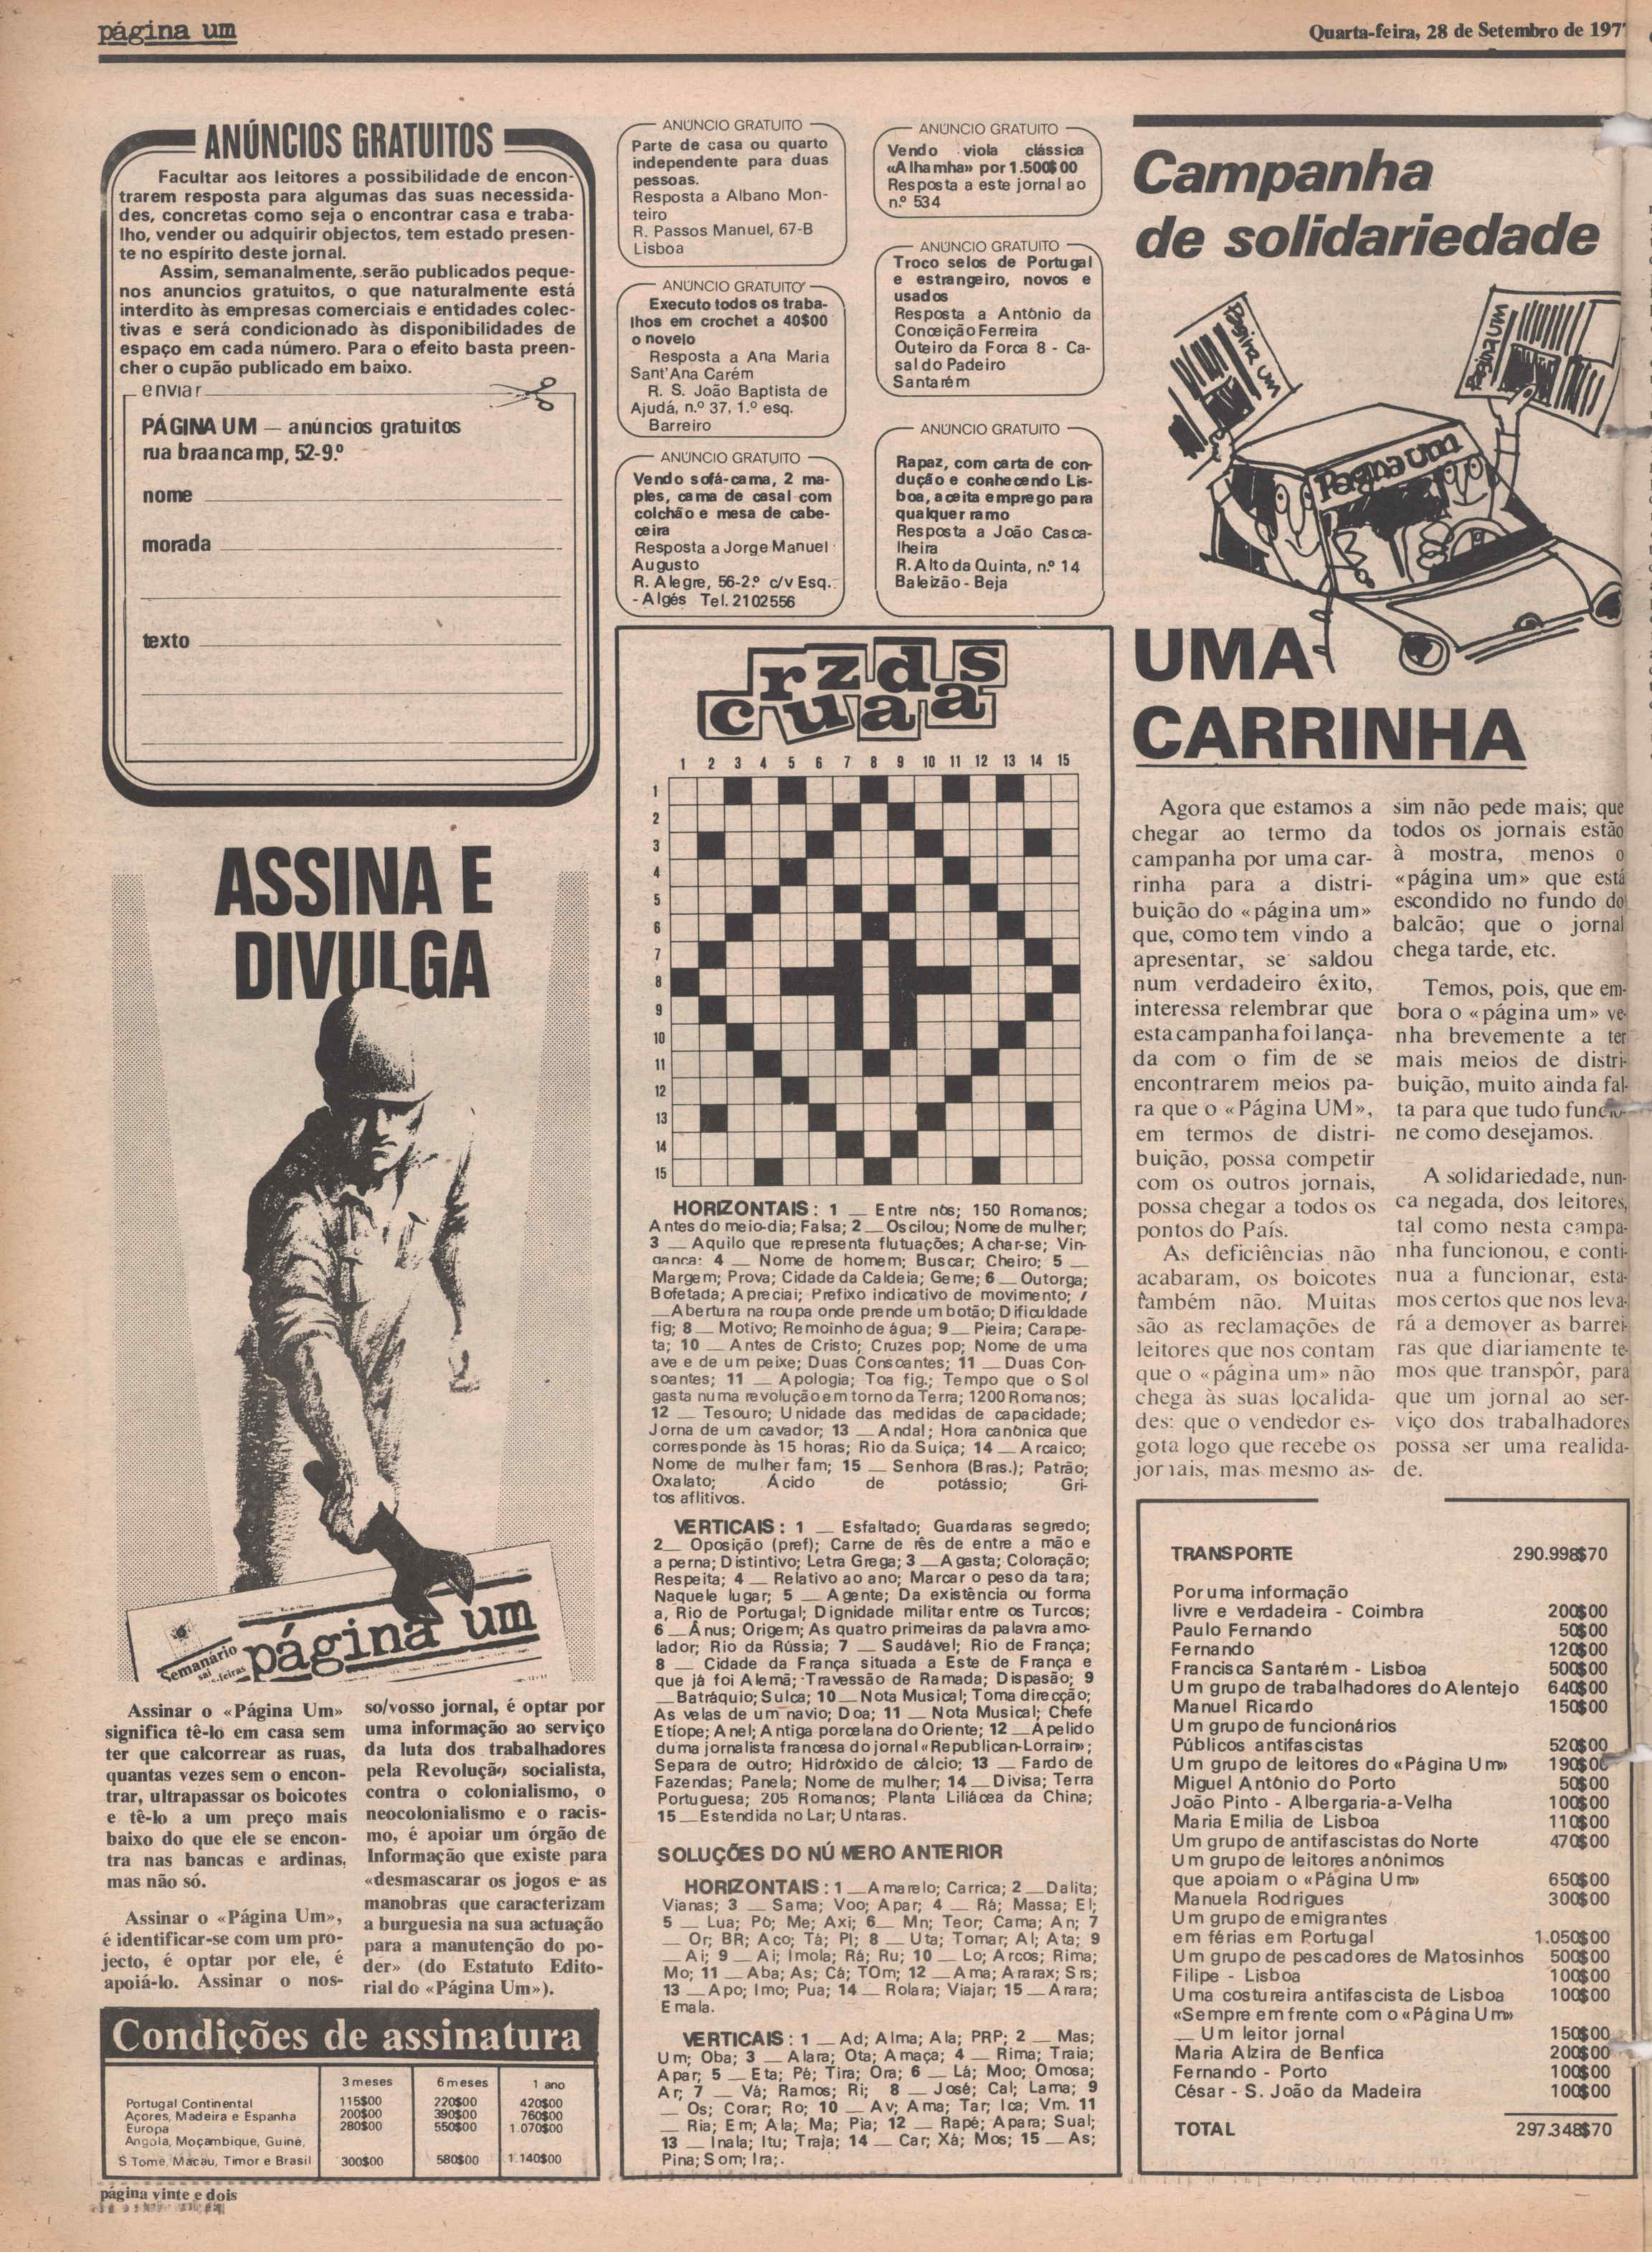 página um
Quarta-feira, 28 de Setembro de 197
ANÚNCIOS GRATUITOS
Facultar aos leitores a possibilidade de encon-
trarem resposta para algumas das suas necessida-
des, concretas como seja o encontrar casa e traba-
lho, vender ou adquirir objectos, tem estado presen-
te no espírito deste jornal.
Assim, semanalmente, serão publicados peque-
nos anuncios gratuitos, o que naturalmente está
interdito às empresas comerciais e entidades colec-
tivas e será condicionado às disponibilidades de
espaço em cada número. Para o efeito basta preen-
cher o cupão publicado em baixo.
enviar
PÁGINA UM — anúncios gratuitos
rua braancamp, 52-9.º
nome
morada
texto
ANÚNCIO GRATUITO
Parte de casa ou quarto
independente para duas
pessoas.
Resposta a Albano Mon-
teiro
R. Passos Manuel, 67-B
Lisboa
ANÚNCIO GRATUITO
Executo todos os traba-
lhos em crochet a 40$00
o novelo
Resposta a Ana Maria
Sant'Ana Carém
R. S. João Baptista de
Ajudá, n.º 37, 1.º esq.
Barreiro
ANÚNCIO GRATUITO
Vendo sofá-cama, 2 ma-
ples, cama de casal com
colchão e mesa de cabe-
ceira
Resposta a Jorge Manuel
Augusto
R. Alegre, 56-2.º c/v Esq.
- Algés Tel. 2102556
ANÚNCIO GRATUITO
Vendo viola clássica
«Alhamha» por 1.500$00
Resposta a este jornal ao
n.º 534
ANÚNCIO GRATUITO
Troco selos de Portugal
e estrangeiro, novos e
usados
Resposta a António da
Conceição Ferreira
Outeiro da Forca 8 - Ca-
sal do Padeiro
Santarém
ANÚNCIO GRATUITO
Rapaz, com carta de con-
dução e conhecendo Lis-
boa, aceita emprego para
qualquer ramo
Resposta a João Casca-
lheira
R. Alto da Quinta, n.º 14
Baleizão - Beja
Campanha
de solidariedade
Página um
Página um
Página um
UMA
CARRINHA
Agora que estamos a
chegar ao termo da
campanha por uma car-
rinha para a distri-
buição do «página um»
que, como tem vindo a
apresentar, se saldou
num verdadeiro éxito,
interessa relembrar que
esta campanha foi lança-
da com o fim de se
encontrarem meios pa-
ra que o «Página UM»,
em termos de distri-
buição, possa competir
com os outros jornais,
possa chegar a todos os
pontos do País.
As deficiências não
acabaram, os boicotes
também não. Muitas
são as reclamações de
leitores que nos contam
que o «página um» não
chega às suas localida-
des: que o vendedor es-
gota logo que recebe os
jornais, mas mesmo as-
sim não pede mais; que
todos os jornais estão
à mostra, menos o
«página um» que está
escondido no fundo do
balcão; que o jornal
chega tarde, etc.
Temos, pois, que em-
bora o «página um» ve-
nha brevemente a ter
mais meios de distri-
buição, muito ainda fal-
ta para que tudo funcio-
ne como desejamos.
A solidariedade, nun-
ca negada, dos leitores,
tal como nesta campa-
nha funcionou, e conti-
nua a funcionar, esta-
mos certos que nos leva-
rá a demover as barrei-
ras que diariamente te-
mos que transpôr, para
que um jornal ao ser-
viço dos trabalhadores
possa ser uma realida-
de.
ASSINA E
DIVULGA
Semanário
sai feiras
página um
Assinar o «Página Um»
significa tê-lo em casa sem
ter que calcorrear as ruas,
quantas vezes sem o encon-
trar, ultrapassar os boicotes
e tê-lo a um preço mais
baixo do que ele se encon-
tra nas bancas e ardinas,
mas não só.
Assinar o «Página Um»,
é identificar-se com um pro-
jecto, é optar por ele, é
apoiá-lo. Assinar o nos-
so/vosso jornal, é optar por
uma informação ao serviço
da luta dos trabalhadores
pela Revolução socialista,
contra o colonialismo, o
neocolonialismo e o racis-
mo, é apoiar um órgão de
Informação que existe para
«desmascarar os jogos e as
manobras que caracterizam
a burguesia na sua actuação
para a manutenção do po-
der» (do Estatuto Edito-
rial do «Página Um»).
Condições de assinatura
3 meses 6 meses 1 ano
Portugal Continental 115$00 220$00 420$00
Açores, Madeira e Espanha 200$00 390$00 760$00
Europa 280$00 550$00 1.070$00
Angola, Moçambique, Guiné,
S. Tomé, Macau, Timor e Brasil 300$00 580$00 1.140$00
página vinte e dois
rzds
cuaa
1 2 3 4 5 6 7 8 9 10 11 12 13 14 15
1
2
3
4
5
6
7
8
9
10
11
12
13
14
15
HORIZONTAIS: 1 — Entre nós; 150 Romanos;
Antes do meio-dia; Falsa; 2 — Oscilou; Nome de mulher;
3 — Aquilo que representa flutuações; Achar-se; Vin-
gança: 4 — Nome de homem; Buscar; Cheiro; 5 —
Margem; Prova; Cidade da Caldeia; Geme; 6 — Outorga;
Bofetada; Apreciai; Prefixo indicativo de movimento; 7
— Abertura na roupa onde prende um botão; Dificuldade
fig; 8 — Motivo; Remoinho de água; 9 — Pieira; Carape-
ta; 10 — Antes de Cristo; Cruzes pop; Nome de uma
ave e de um peixe; Duas Consoantes; 11 — Duas Con-
soantes; 11 — Apologia; Toa fig.; Tempo que o Sol
gasta numa revolução em torno da Terra; 1200 Romanos;
12 — Tesouro; Unidade das medidas de capacidade;
Jorna de um cavador; 13 — Andal; Hora canónica que
corresponde às 15 horas; Rio da Suiça; 14 — Arcaico;
Nome de mulher fam; 15 — Senhora (Bras.); Patrão;
Oxalato; Ácido de potássio; Gri-
tos aflitivos.
VERTICAIS: 1 — Esfaltado; Guardaras segredo;
2 — Oposição (pref); Carne de rês de entre a mão e
a perna; Distintivo; Letra Grega; 3 — Agasta; Coloração;
Respeita; 4 — Relativo ao ano; Marcar o peso da tara;
Naquele lugar; 5 — Agente; Da existência ou forma
a, Rio de Portugal; Dignidade militar entre os Turcos;
6 — Ânus; Origem; As quatro primeiras da palavra amo-
lador; Rio da Rússia; 7 — Saudável; Rio de França;
8 — Cidade da França situada a Este de França e
que já foi Alemã; Travessão de Ramada; Dispasão; 9
— Batráquio; Sulca; 10 — Nota Musical; Toma direcção;
As velas de um navio; Doa; 11 — Nota Musical; Chefe
Etíope; Anel; Antiga porcelana do Oriente; 12 — Apelido
duma jornalista francesa do jornal «Republican-Lorrain»;
Separa de outro; Hidróxido de cálcio; 13 — Fardo de
Fazendas; Panela; Nome de mulher; 14 — Divisa; Terra
Portuguesa; 205 Romanos; Planta Liliácea da China;
15 — Estendida no Lar; Untaras.
SOLUÇÕES DO NÚMERO ANTERIOR
HORIZONTAIS: 1 — Amarelo; Carrica; 2 — Dalita;
Vianas; 3 — Sama; Voo; Apar; 4 — Rá; Massa; El;
5 — Lua; Pó; Me; Axi; 6 — Mn; Teor; Cama; An; 7
— Or; BR; Aco; Tá; Pl; 8 — Uta; Tomar; Al; Ata; 9
— Ai; 9 — Ai; Imola; Rá; Ru; 10 — Lo; Arcos; Rima;
Mo; 11 — Aba; As; Cá; TOm; 12 — Ama; Ararax; Srs;
13 — Apo; Imo; Pua; 14 — Rolara; Viajar; 15 — Arara;
Emala.
VERTICAIS: 1 — Ad; Alma; Ala; PRP; 2 — Mas;
Um; Oba; 3 — Alara; Ota; Amaça; 4 — Rima; Traia;
Apar; 5 — Eta; Pé; Tira; Ora; 6 — Lá; Moo; Omosa;
Ar; 7 — Vá; Ramos; Ri; 8 — José; Cal; Lama; 9
— Os; Corar; Ro; 10 — Av; Ama; Tar; Ica; Vm. 11
— Ria; Em; Ala; Ma; Pia; 12 — Rapé; Apara; Sual;
13 — Inala; Itu; Traja; 14 — Car; Xá; Mos; 15 — As;
Pina; Som; Ira;.
TRANSPORTE 290.998$70
Por uma informação
livre e verdadeira - Coimbra 200$00
Paulo Fernando 50$00
Fernando 120$00
Francisca Santarém - Lisboa 500$00
Um grupo de trabalhadores do Alentejo 640$00
Manuel Ricardo 150$00
Um grupo de funcionários
Públicos antifascistas 520$00
Um grupo de leitores do «Página Um» 190$00
Miguel António do Porto 50$00
João Pinto - Albergaria-a-Velha 100$00
Maria Emilia de Lisboa 110$00
Um grupo de antifascistas do Norte 470$00
Um grupo de leitores anónimos
que apoiam o «Página Um» 650$00
Manuela Rodrigues 300$00
Um grupo de emigrantes
em férias em Portugal 1.050$00
Um grupo de pescadores de Matosinhos 500$00
Filipe - Lisboa 100$00
Uma costureira antifascista de Lisboa 100$00
«Sempre em frente com o «Página Um»
— Um leitor jornal 150$00
Maria Alzira de Benfica 200$00
Fernando - Porto 100$00
César - S. João da Madeira 100$00
TOTAL 297.348$70